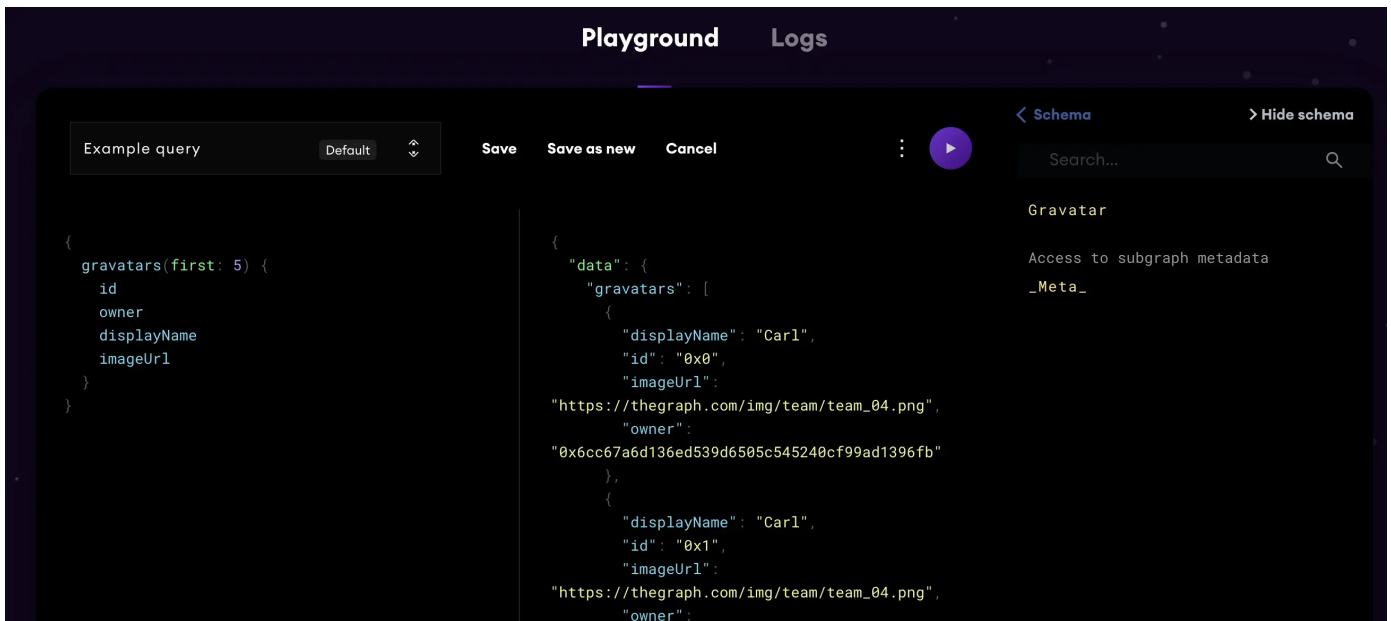 Playground Logs
Example query Default Save Save as new Cancel
{
gravatars(first: 5) {
id
owner
displayName
imageUrl
}
}
{
"data": {
"gravatars": [
{
"displayName": "Carl",
"id": "0x0",
"imageUrl":
"https://thegraph.com/img/team/team_04.png",
"owner":
"0x6cc67a6d136ed539d6505c545240cf99ad1396fb"
},
{
"displayName": "Carl",
"id": "0x1",
"imageUrl":
"https://thegraph.com/img/team/team_04.png",
"owner":
Schema Hide schema
Search...
Gravatar
Access to subgraph metadata
_Meta_